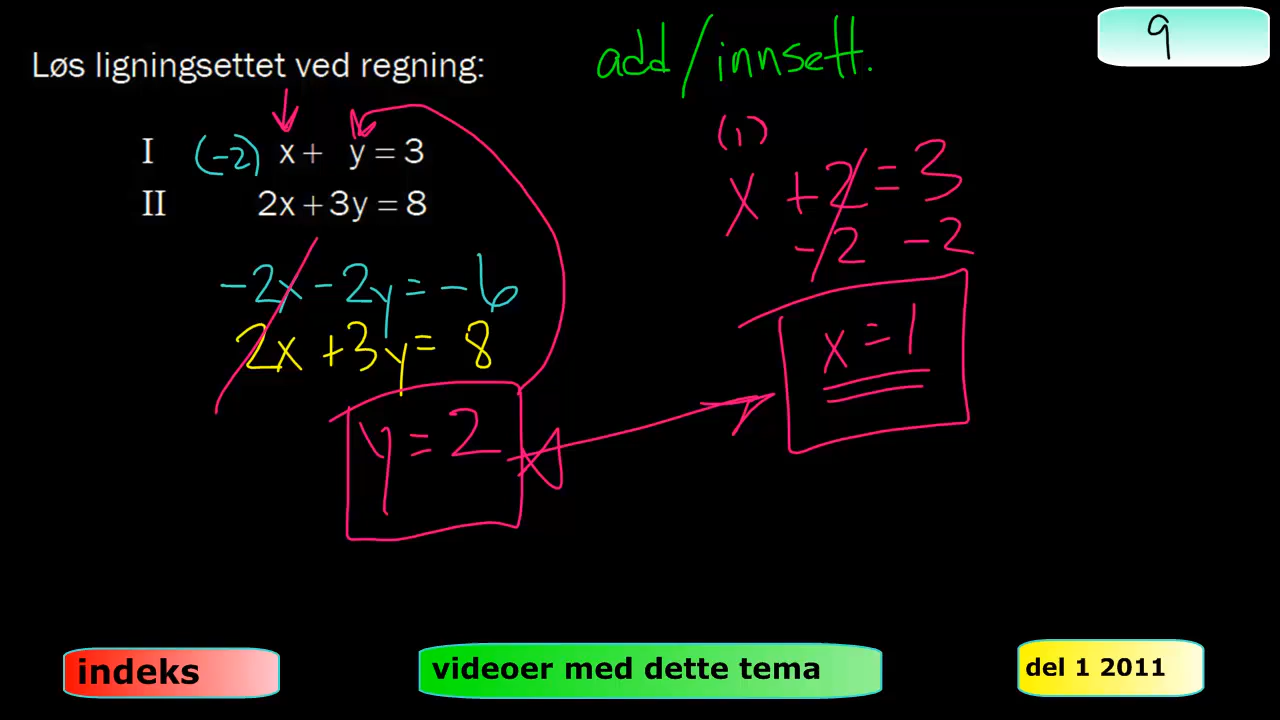 9
Løs ligningsettet ved regning:
add/innsett.
I (-2) x + y = 3
II 2x + 3y = 8
-2x - 2y = -6
2x + 3y = 8
y = 2
(1)
x + 2 = 3
-2 -2
x = 1
indeks
videoer med dette tema
del 1 2011